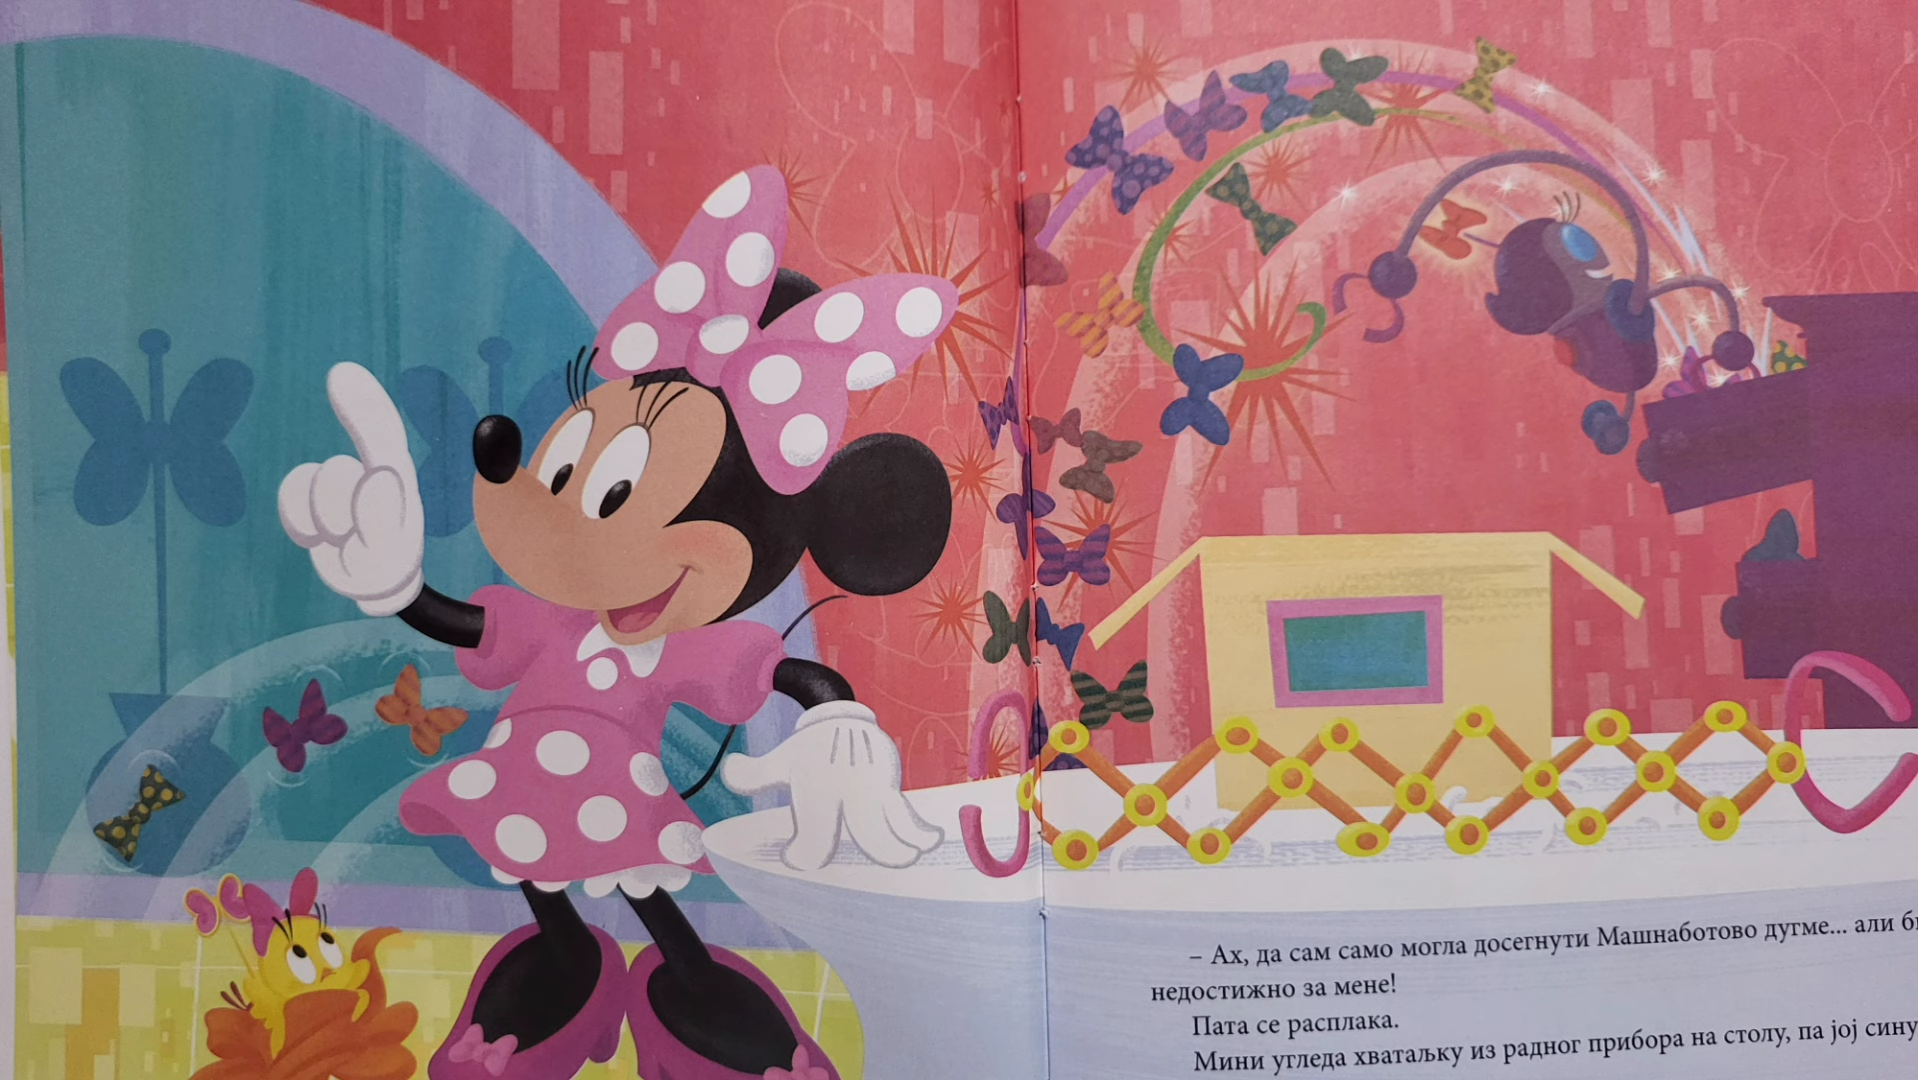 – Ах, да сам само могла досегнути Машнаботово дугме... али
недостижно за мене!
Пата се расплака.
Мини угледа хватаљку из радног прибора на столу, па јој